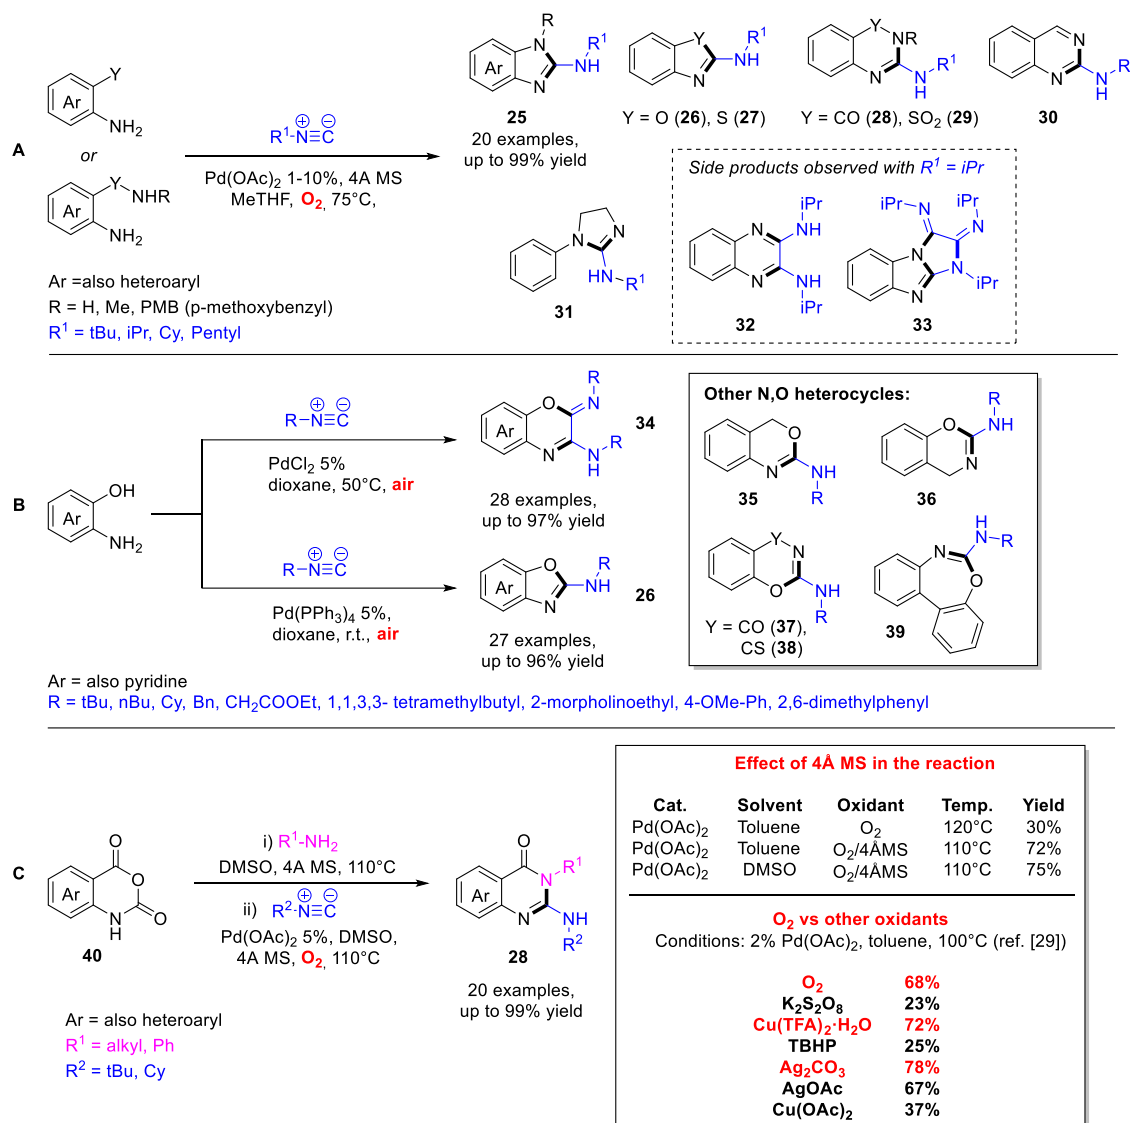 A
Y
Ar
NH2
or
Y
NHR
Ar
NH2
R1-N≡C
⊕ ⊖
Pd(OAc)2 1-10%, 4A MS
MeTHF, O2, 75°C,
Ar =also heteroaryl
R = H, Me, PMB (p-methoxybenzyl)
R1 = tBu, iPr, Cy, Pentyl
R
N
R1
Ar
NH
N
25
20 examples,
up to 99% yield
Y
R1
NH
N
Y = O (26), S (27)
Y
NR
N
N
R1
H
Y = CO (28), SO2 (29)
N
N
N
R
H
30
N
N
HN
R1
31
Side products observed with R1 = iPr
iPr
N
NH
N
NH
iPr
32
iPr
N
iPr
N
N
N
N
iPr
33
B
OH
Ar
NH2
R-N≡C
⊕ ⊖
PdCl2 5%
dioxane, 50°C, air
R-N≡C
⊕ ⊖
Pd(PPh3)4 5%,
dioxane, r.t., air
R
O
N
Ar
R
N
N
H
34
28 examples,
up to 97% yield
O
R
Ar
NH
N
26
27 examples,
up to 96% yield
Other N,O heterocycles:
O
N
NH
R
35
R
O
NH
N
36
Y
N
O
NH
R
Y = CO (37),
CS (38)
H
N
N
R
O
39
Ar = also pyridine
R = tBu, nBu, Cy, Bn, CH2COOEt, 1,1,3,3- tetramethylbutyl, 2-morpholinoethyl, 4-OMe-Ph, 2,6-dimethylphenyl
C
O
Ar
O
N
O
H
40
i) R1-NH2
DMSO, 4A MS, 110°C
ii) R2-N≡C
⊕ ⊖
Pd(OAc)2 5%, DMSO,
4A MS, O2, 110°C
O
R1
N
Ar
N
NH
R2
28
20 examples,
up to 99% yield
Ar = also heteroaryl
R1 = alkyl, Ph
R2 = tBu, Cy
Effect of 4Å MS in the reaction
Cat. Solvent Oxidant Temp. Yield
Pd(OAc)2 Toluene O2 120°C 30%
Pd(OAc)2 Toluene O2/4ÅMS 110°C 72%
Pd(OAc)2 DMSO O2/4ÅMS 110°C 75%
O2 vs other oxidants
Conditions: 2% Pd(OAc)2, toluene, 100°C (ref. [29])
O2 68%
K2S2O8 23%
Cu(TFA)2·H2O 72%
TBHP 25%
Ag2CO3 78%
AgOAc 67%
Cu(OAc)2 37%